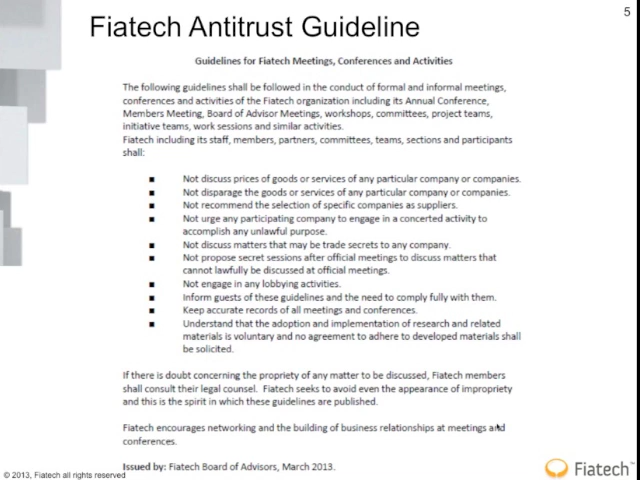 5
Fiatech Antitrust Guideline
Guidelines for Fiatech Meetings, Conferences and Activities
The following guidelines shall be followed in the conduct of formal and informal meetings,
conferences and activities of the Fiatech organization including its Annual Conference,
Members Meeting, Board of Advisor Meetings, workshops, committees, project teams,
initiative teams, work sessions and similar activities.
Fiatech including its staff, members, partners, committees, teams, sections and participants
shall:
■ Not discuss prices of goods or services of any particular company or companies.
■ Not disparage the goods or services of any particular company or companies.
■ Not recommend the selection of specific companies as suppliers.
■ Not urge any participating company to engage in a concerted activity to
accomplish any unlawful purpose.
■ Not discuss matters that may be trade secrets to any company.
■ Not propose secret sessions after official meetings to discuss matters that
cannot lawfully be discussed at official meetings.
■ Not engage in any lobbying activities.
■ Inform guests of these guidelines and the need to comply fully with them.
■ Keep accurate records of all meetings and conferences.
■ Understand that the adoption and implementation of research and related
materials is voluntary and no agreement to adhere to developed materials shall
be solicited.
If there is doubt concerning the propriety of any matter to be discussed, Fiatech members
shall consult their legal counsel. Fiatech seeks to avoid even the appearance of impropriety
and this is the spirit in which these guidelines are published.
Fiatech encourages networking and the building of business relationships at meetings and
conferences.
Issued by: Fiatech Board of Advisors, March 2013.
© 2013, Fiatech all rights reserved
Fiatech™